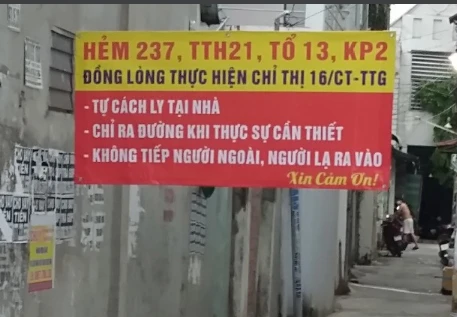 HẺM 237, TTH21, TỔ 13, KP2
ĐỒNG LÒNG THỰC HIỆN CHỈ THỊ 16/CT-TTG
- TỰ CÁCH LY TẠI NHÀ
- CHỈ RA ĐƯỜNG KHI THỰC SỰ CẦN THIẾT
- KHÔNG TIẾP NGƯỜI NGOÀI, NGƯỜI LẠ RA VÀO
Xin Cảm Ơn!